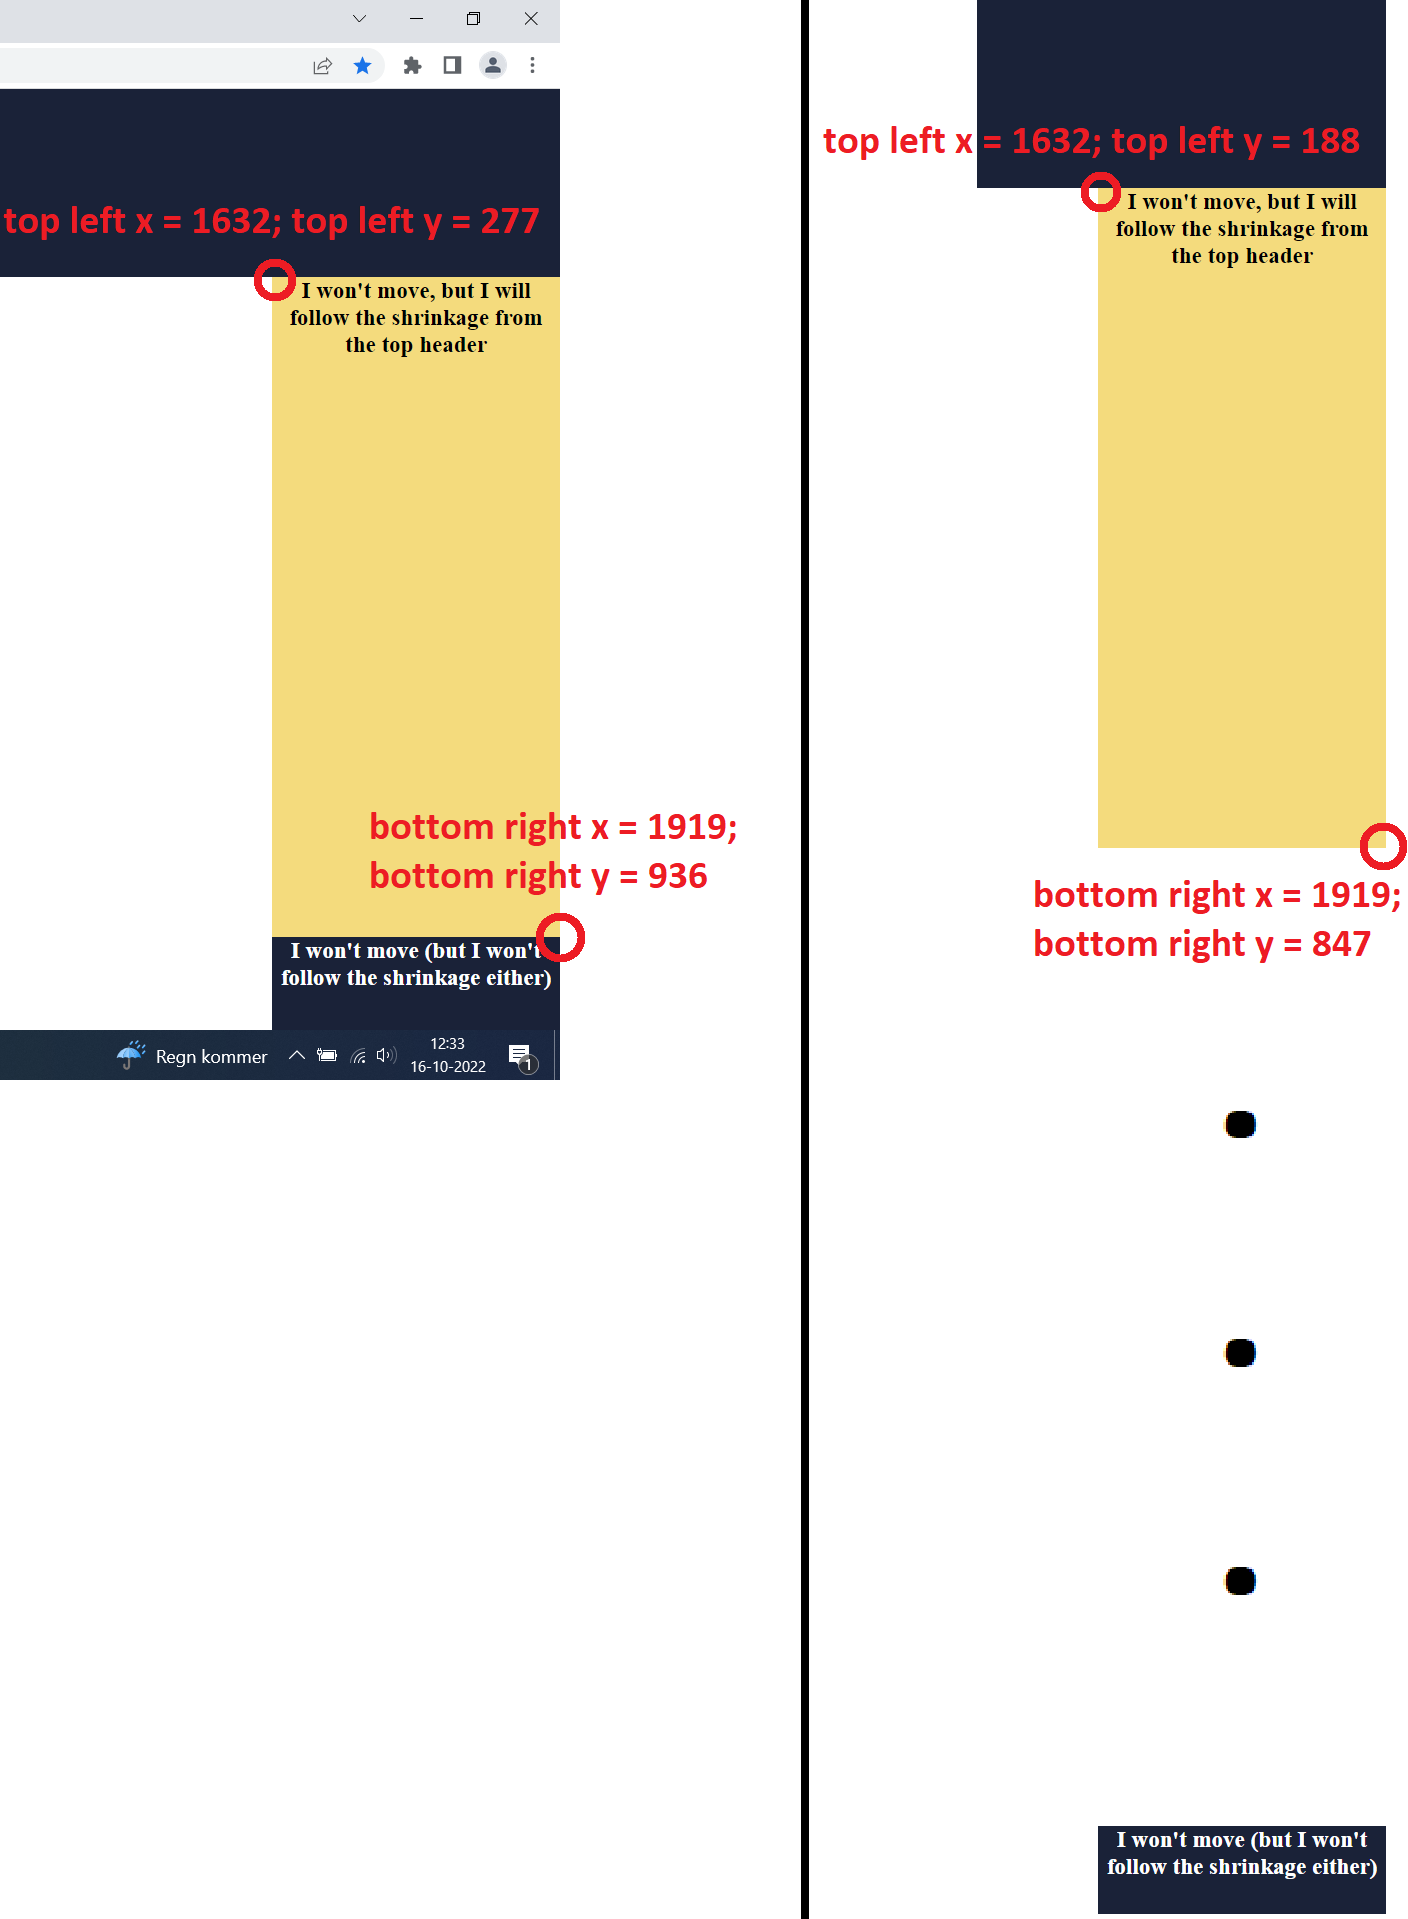 top left x = 1632; top left y = 277
I won't move, but I will
follow the shrinkage from
the top header
bottom right x = 1919;
bottom right y = 936
I won't move (but I won't
follow the shrinkage either)
Regn kommer
12:33
16-10-2022
1
top left x = 1632; top left y = 188
I won't move, but I will
follow the shrinkage from
the top header
bottom right x = 1919;
bottom right y = 847
I won't move (but I won't
follow the shrinkage either)